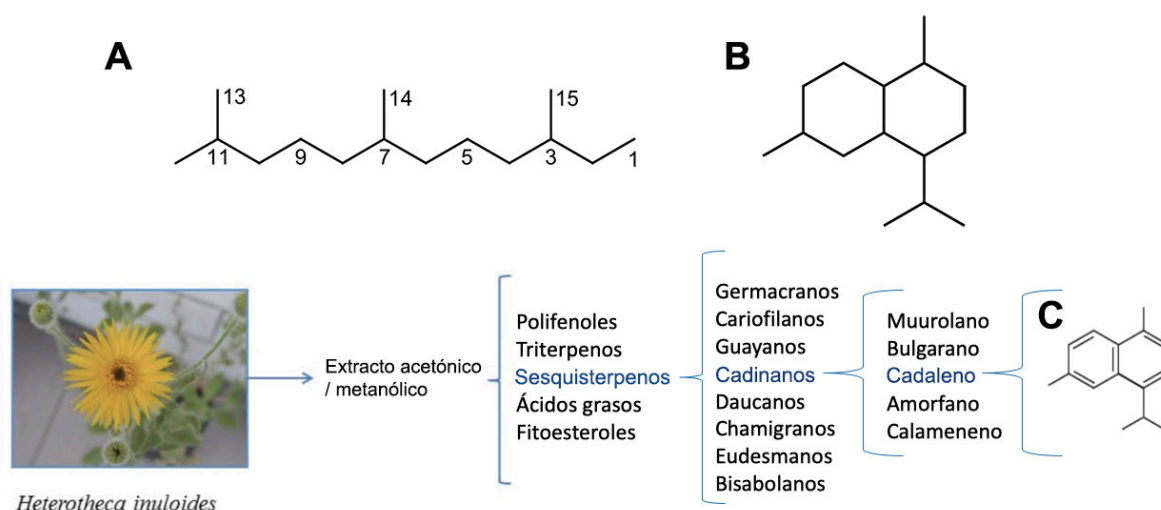 A
13
14
15
11
9
7
5
3
1
B
Extracto acetónico
/ metanólico
Polifenoles
Triterpenos
Sesquisterpenos
Ácidos grasos
Fitoesteroles
Germacranos
Cariofilanos
Guayanos
Cadinanos
Daucanos
Chamigranos
Eudesmanos
Bisabolanos
Muurolano
Bulgarano
Cadaleno
Amorfano
Calameneno
C
Heterotheca inuloides